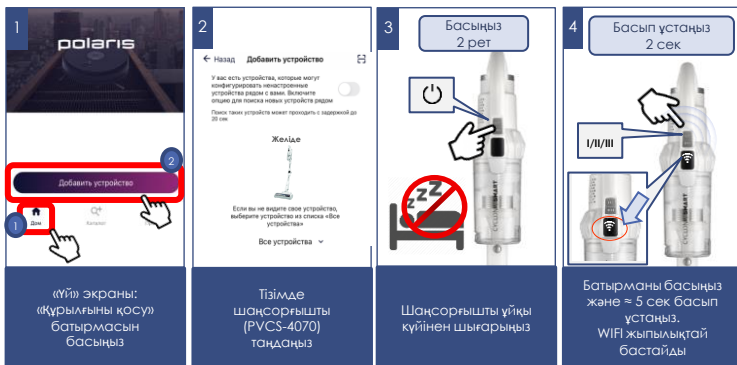 1
polaris
2
Добавить устройство
1
Дом
Каталог
«Үй» экраны:
«Құрылғыны қосу»
батырмасын
басыңыз
2
← Назад Добавить устройство
У вас есть устройства, которые могут
конфигурировать ненастроенные
устройства рядом с вами. Включите
опцию для поиска новых устройств рядом
Поиск таких устройств может проходить с задержкой до
20 сек
Желіде
Если вы не видите свое устройство,
выберите устройство из списка «Все
устройства»
Все устройства
Тізімде
шаңсорғышты
(PVCS-4070)
таңдаңыз
3
Басыңыз
2 рет
zzz
CYCLONSMART
Шаңсорғышты ұйқы
күйінен шығарыңыз
4
Басып ұстаңыз
2 сек
I/II/III
CYCLONSMART
Батырманы басыңыз
және ≈ 5 сек басып
ұстаңыз.
WIFI жыпылықтай
бастайды